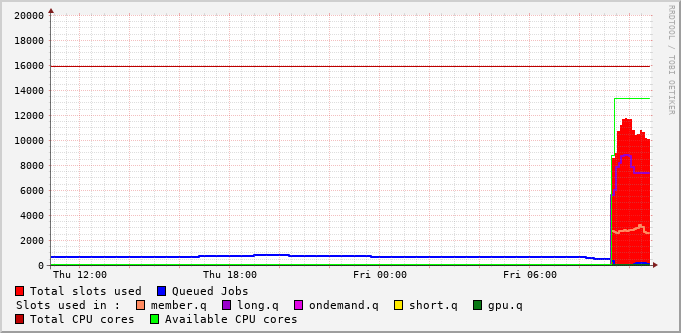 RRDTOOL / TOBI OETIKER
20000
18000
16000
14000
12000
10000
8000
6000
4000
2000
0
Thu 12:00 Thu 18:00 Fri 00:00 Fri 06:00
Total slots used Queued Jobs
Slots used in : member.q long.q ondemand.q short.q gpu.q
Total CPU cores Available CPU cores